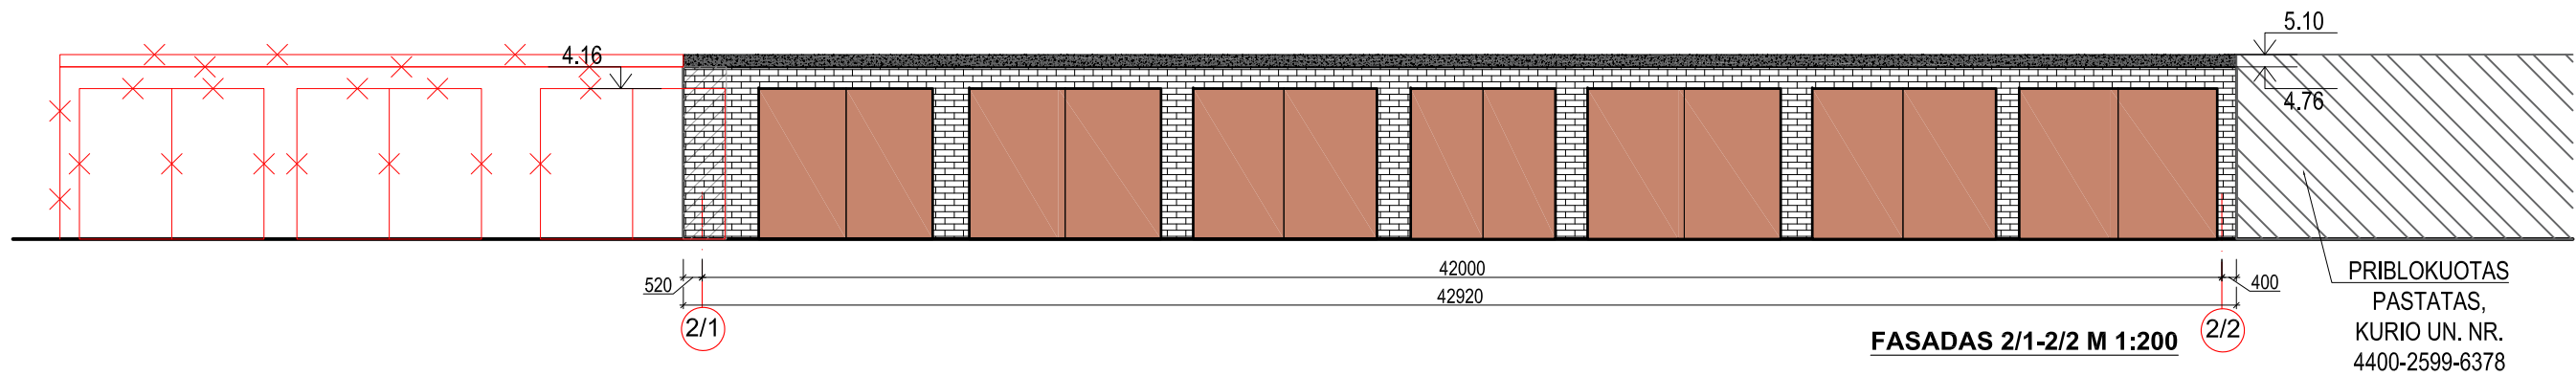 5.10
4.16
4.76
42000
520
400
42920
2/1
2/2
FASADAS 2/1-2/2 M 1:200
PRIBLOKUOTAS
PASTATAS,
KURIO UN. NR.
4400-2599-6378